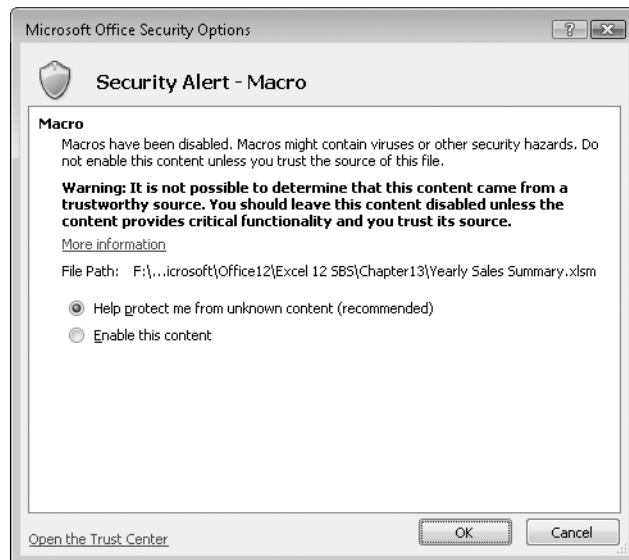 Microsoft Office Security Options
?
Security Alert - Macro
Macro
Macros have been disabled. Macros might contain viruses or other security hazards. Do
not enable this content unless you trust the source of this file.
Warning: It is not possible to determine that this content came from a
trustworthy source. You should leave this content disabled unless the
content provides critical functionality and you trust its source.
More information
File Path: F:\...icrosoft\Office12\Excel 12 SBS\Chapter13\Yearly Sales Summary.xlsm
Help protect me from unknown content (recommended)
Enable this content
Open the Trust Center
OK
Cancel